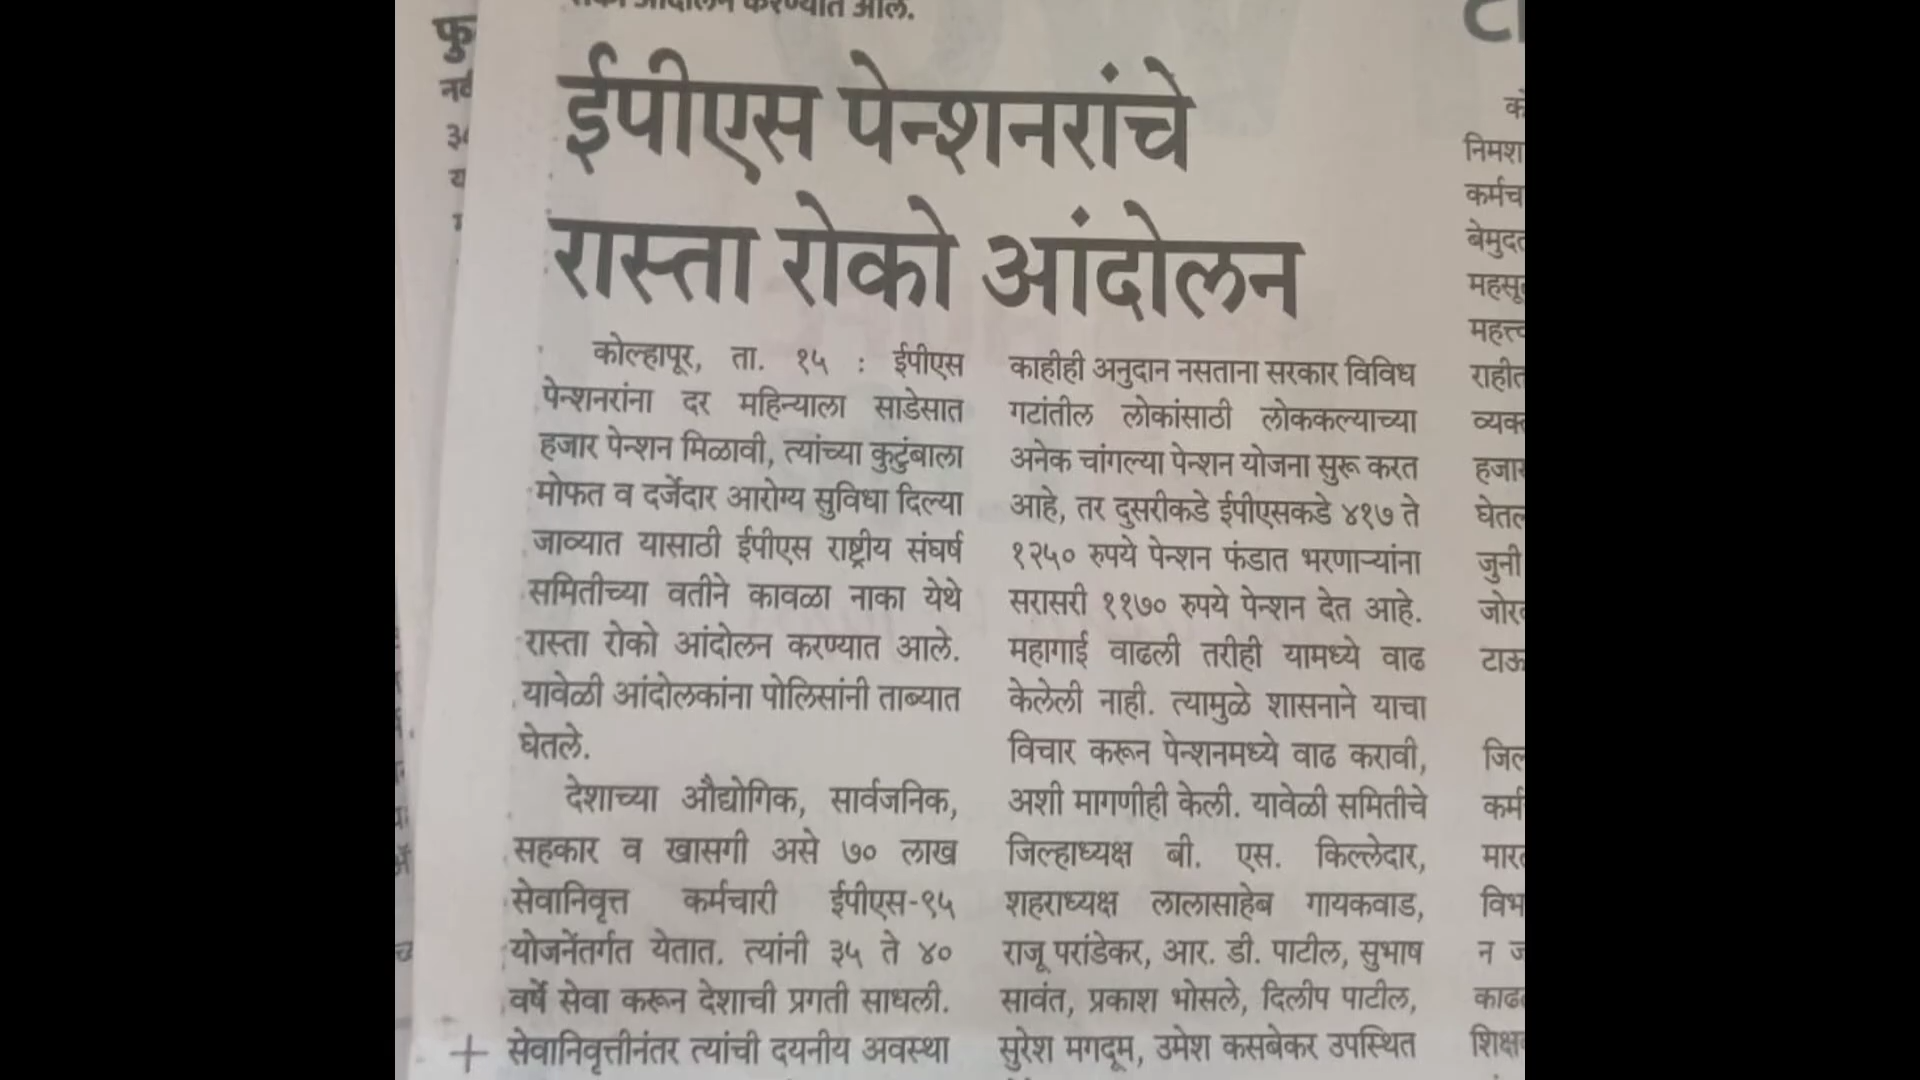 ईपीएस पेन्शनरांचे
रास्ता रोको आंदोलन
कोल्हापूर, ता. १५ : ईपीएस
पेन्शनरांना दर महिन्याला साडेसात
हजार पेन्शन मिळावी, त्यांच्या कुटुंबाला
मोफत व दर्जेदार आरोग्य सुविधा दिल्या
जाव्यात यासाठी ईपीएस राष्ट्रीय संघर्ष
समितीच्या वतीने कावळा नाका येथे
रास्ता रोको आंदोलन करण्यात आले.
यावेळी आंदोलकांना पोलिसांनी ताब्यात
घेतले.
देशाच्या औद्योगिक, सार्वजनिक,
सहकार व खासगी असे ७० लाख
सेवानिवृत्त कर्मचारी ईपीएस-९५
योजनेंतर्गत येतात. त्यांनी ३५ ते ४०
वर्षे सेवा करून देशाची प्रगती साधली.
सेवानिवृत्तीनंतर त्यांची दयनीय अवस्था
काहीही अनुदान नसताना सरकार विविध
गटांतील लोकांसाठी लोककल्याच्या
अनेक चांगल्या पेन्शन योजना सुरू करत
आहे, तर दुसरीकडे ईपीएसकडे ४१७ ते
१२५० रुपये पेन्शन फंडात भरणाऱ्यांना
सरासरी ११७० रुपये पेन्शन देत आहे.
महागाई वाढली तरीही यामध्ये वाढ
केलेली नाही. त्यामुळे शासनाने याचा
विचार करून पेन्शनमध्ये वाढ करावी,
अशी मागणीही केली. यावेळी समितीचे
जिल्हाध्यक्ष बी. एस. किल्लेदार,
शहराध्यक्ष लालासाहेब गायकवाड,
राजू परांडेकर, आर. डी. पाटील, सुभाष
सावंत, प्रकाश भोसले, दिलीप पाटील,
सुरेश मगदूम, उमेश कसबेकर उपस्थित